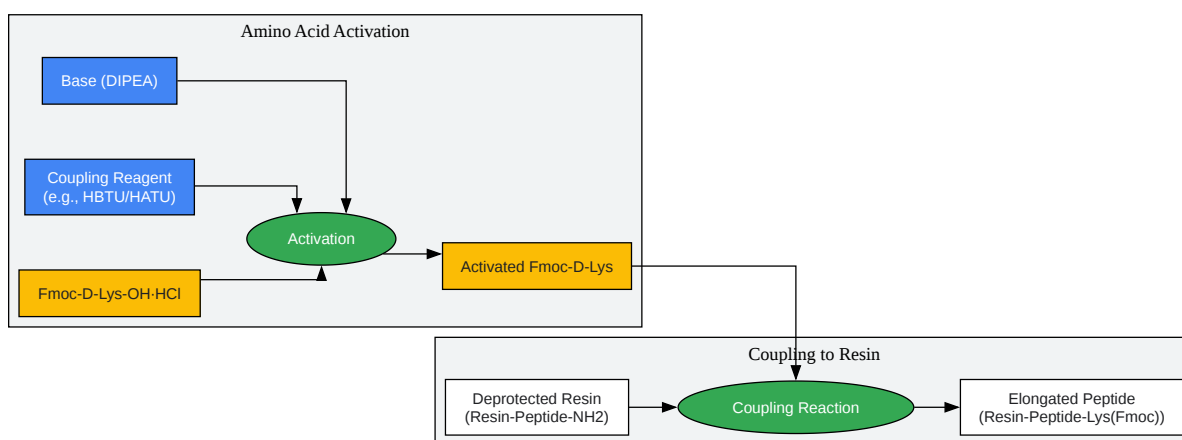 Amino Acid Activation
Base (DIPEA)
Coupling Reagent
(e.g., HBTU/HATU)
Activation
Fmoc-D-Lys-OH·HCl
Activated Fmoc-D-Lys
Coupling to Resin
Deprotected Resin
(Resin-Peptide-NH2)
Coupling Reaction
Elongated Peptide
(Resin-Peptide-Lys(Fmoc))